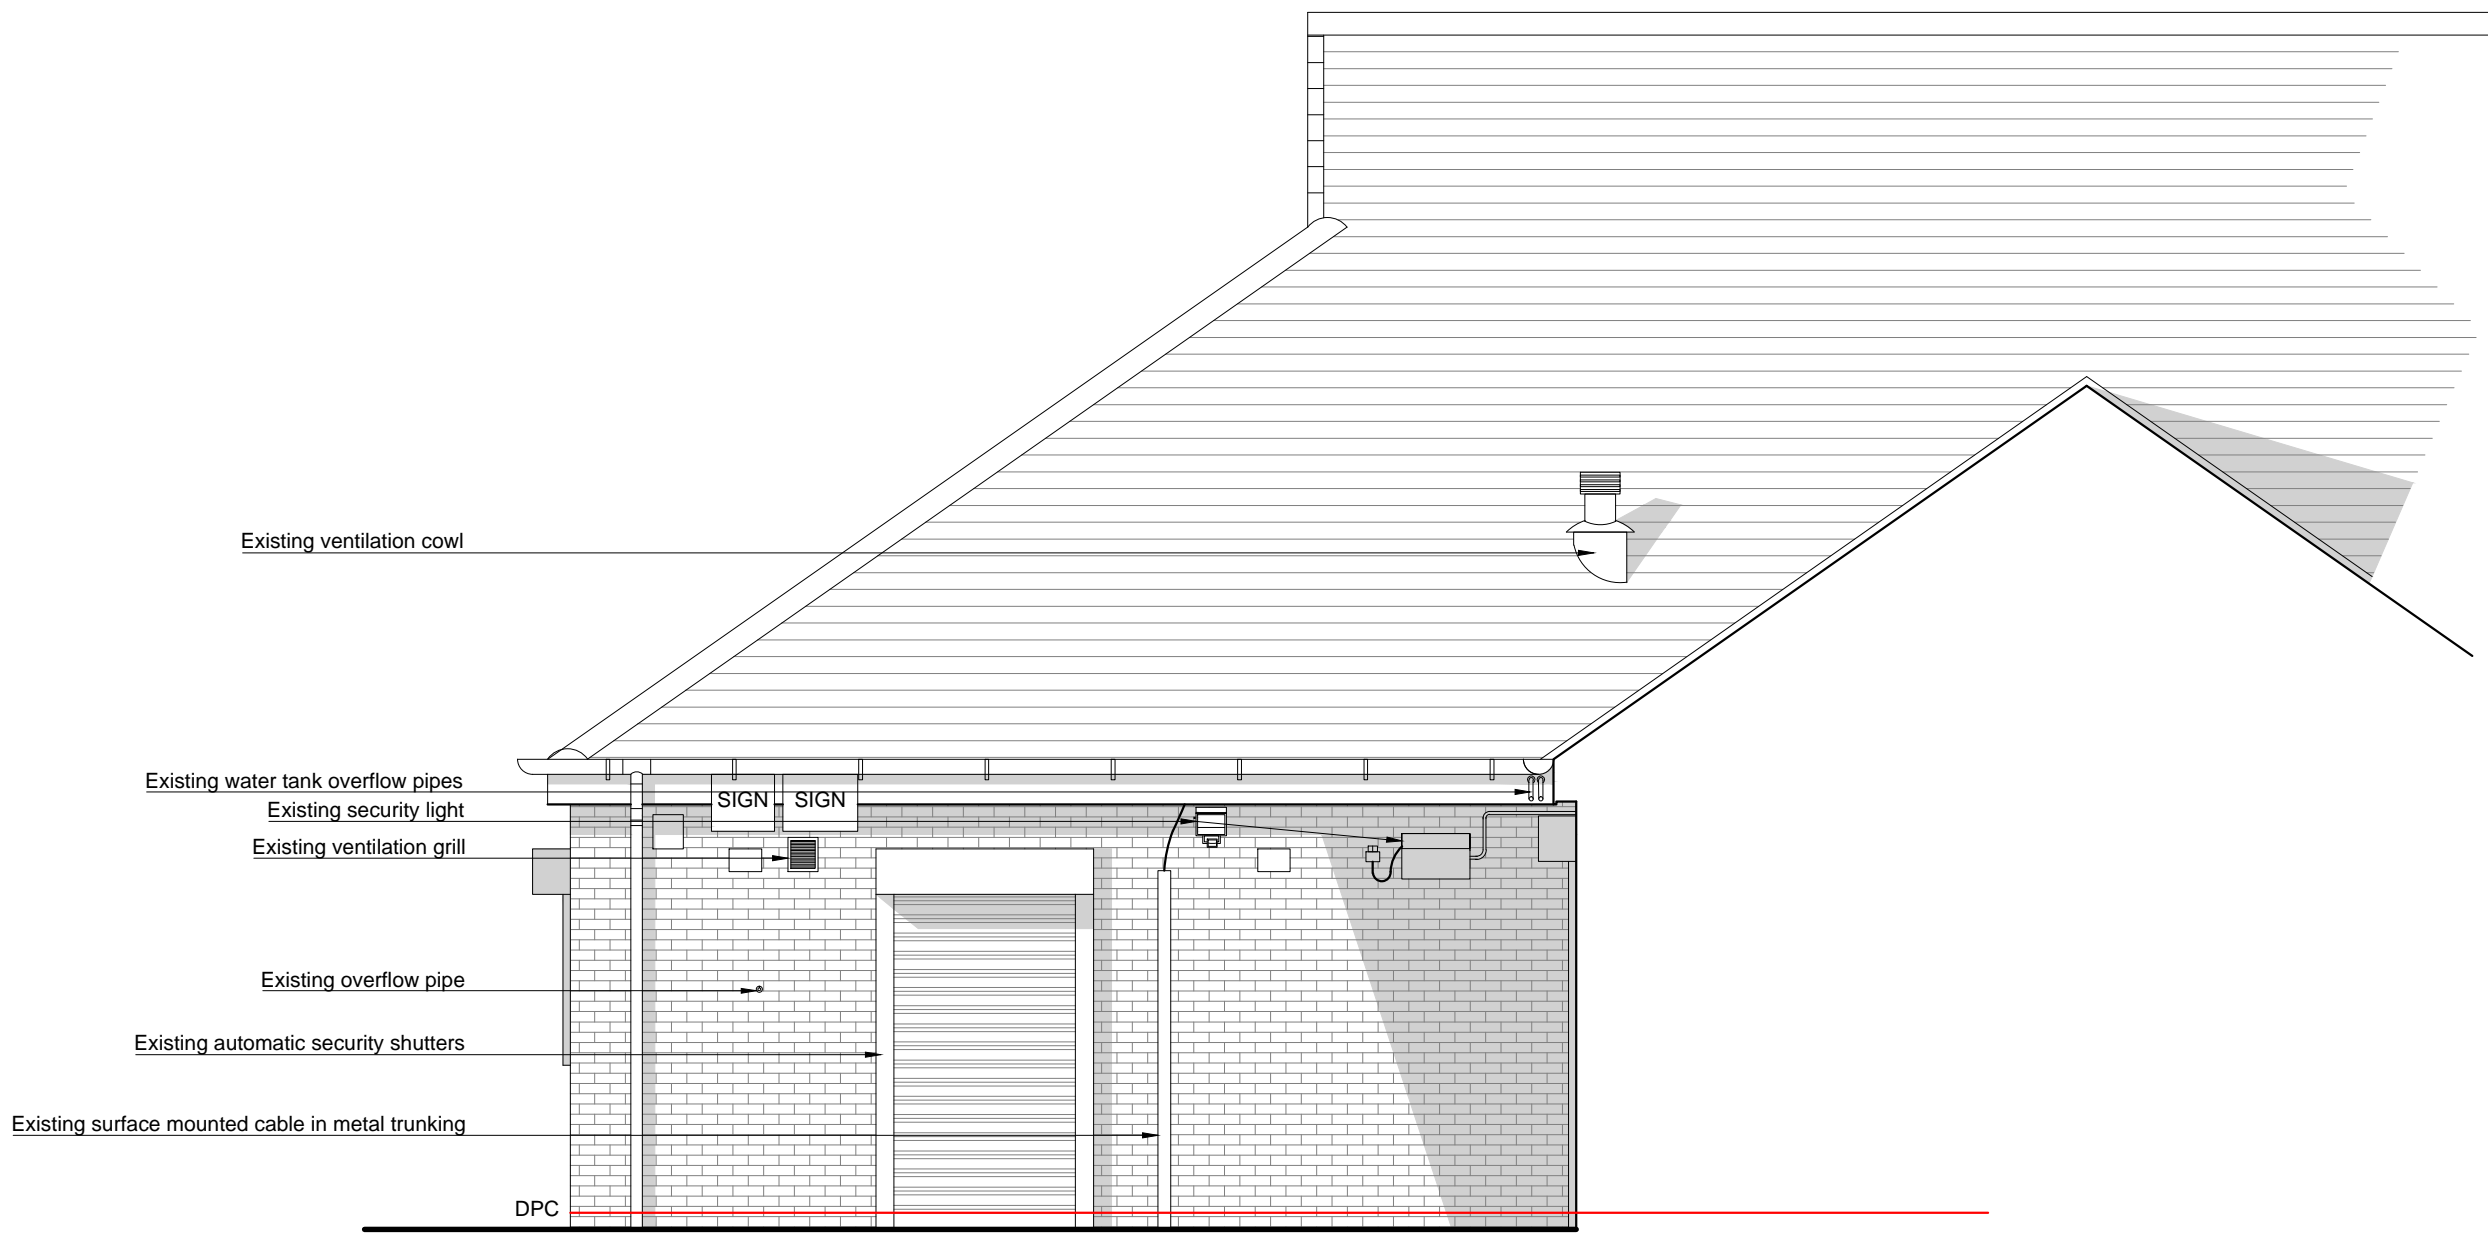 Existing ventilation cowl
Existing water tank overflow pipes
SIGN SIGN
Existing security light
Existing ventilation grill
Existing overflow pipe
Existing automatic security shutters
Existing surface mounted cable in metal trunking
DPC